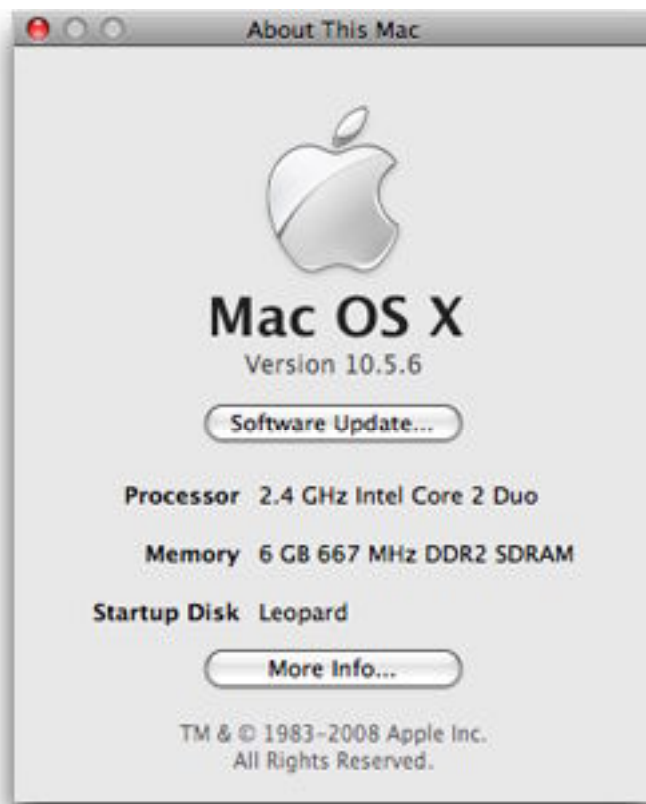 About This Mac
Mac OS X
Version 10.5.6
Software Update...
Processor 2.4 GHz Intel Core 2 Duo
Memory 6 GB 667 MHz DDR2 SDRAM
Startup Disk Leopard
More Info...
TM & © 1983–2008 Apple Inc.
All Rights Reserved.